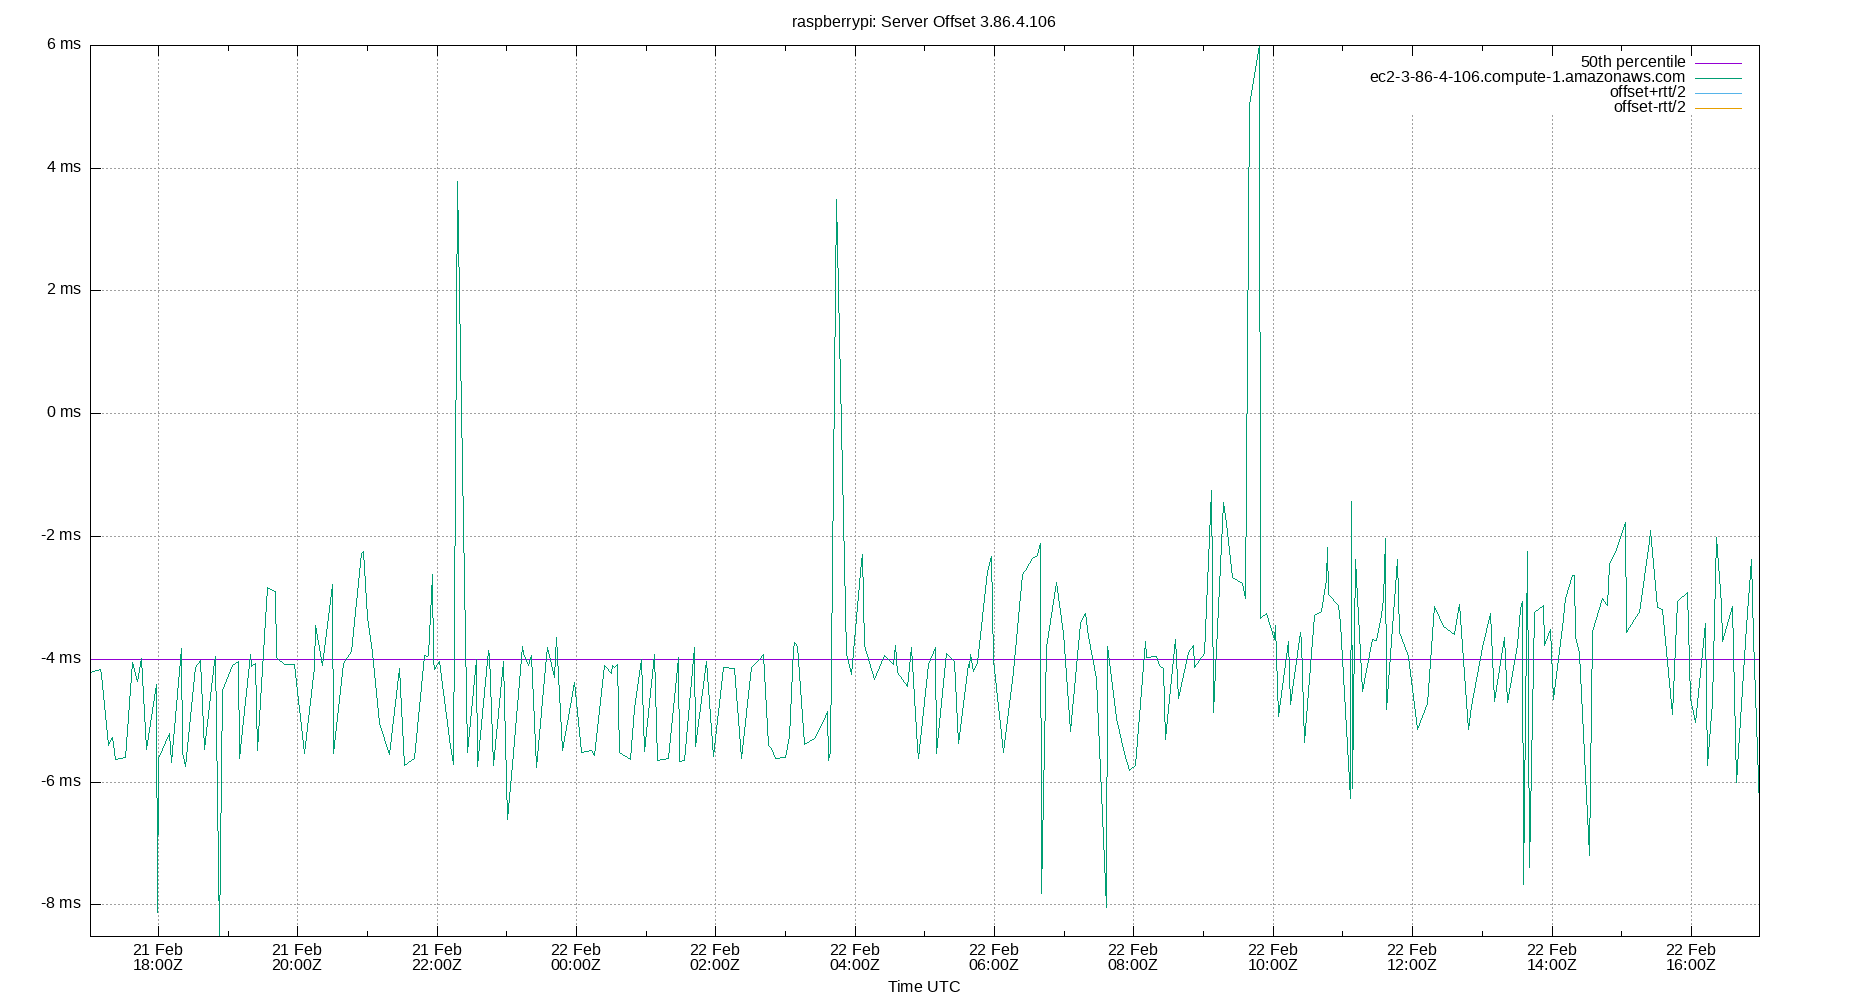 raspberrypi: Server Offset 3.86.4.106
6 ms
4 ms
2 ms
0 ms
-2 ms
-4 ms
-6 ms
-8 ms
50th percentile
ec2-3-86-4-106.compute-1.amazonaws.com
offset+rtt/2
offset-rtt/2
21 Feb 21 Feb 21 Feb 22 Feb 22 Feb 22 Feb 22 Feb 22 Feb 22 Feb 22 Feb 22 Feb 22 Feb
18:00Z 20:00Z 22:00Z 00:00Z 02:00Z 04:00Z 06:00Z 08:00Z 10:00Z 12:00Z 14:00Z 16:00Z
Time UTC